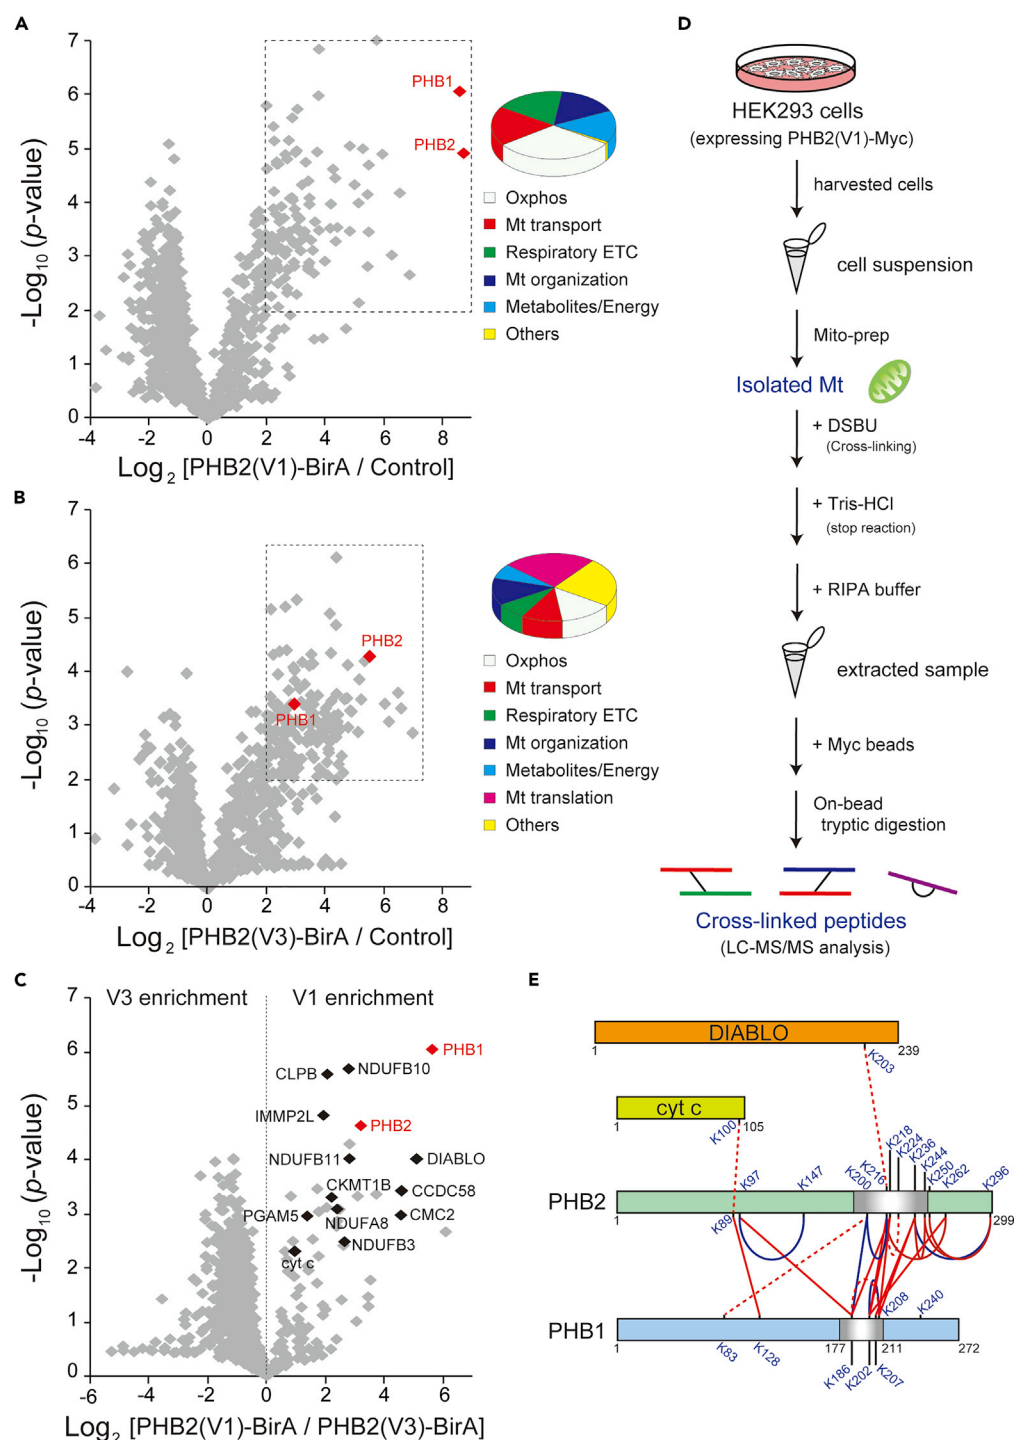 A
7
6
5
4
3
2
1
0
-Log10 (p-value)
PHB1
PHB2
-4 -2 0 2 4 6 8
Log2 [PHB2(V1)-BirA / Control]
Oxphos
Mt transport
Respiratory ETC
Mt organization
Metabolites/Energy
Others
B
7
6
5
4
3
2
1
0
-Log10 (p-value)
PHB2
PHB1
-4 -2 0 2 4 6 8
Log2 [PHB2(V3)-BirA / Control]
Oxphos
Mt transport
Respiratory ETC
Mt organization
Metabolites/Energy
Mt translation
Others
C
V3 enrichment V1 enrichment
7
6
5
4
3
2
1
0
-Log10 (p-value)
PHB1
CLPB
NDUFB10
IMMP2L
PHB2
NDUFB11
DIABLO
CKMT1B
CCDC58
PGAM5
CMC2
NDUFA8
NDUFB3
cyt c
-6 -4 -2 0 2 4 6
Log2 [PHB2(V1)-BirA / PHB2(V3)-BirA]
D
HEK293 cells
(expressing PHB2(V1)-Myc)
harvested cells
cell suspension
Mito-prep
Isolated Mt
+ DSBU
(Cross-linking)
+ Tris-HCl
(stop reaction)
+ RIPA buffer
extracted sample
+ Myc beads
On-bead
tryptic digestion
Cross-linked peptides
(LC-MS/MS analysis)
E
DIABLO
1 239
K203
cyt c
1 105
K100
K218
K224
K236
K244
K250
K262
K296
K216
K200
K147
K97
K89
PHB2
1 299
K208
K240
PHB1
1 177 211 272
K83
K128
K186
K202
K207